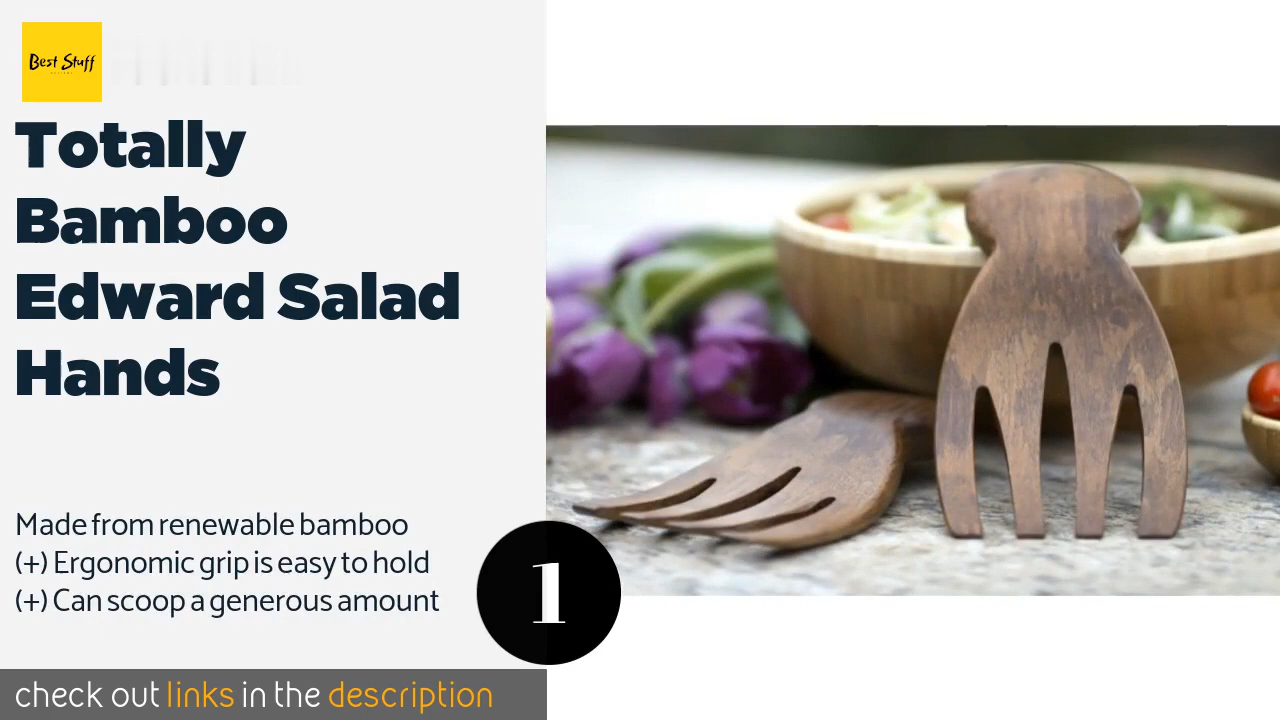 Best Stuff
Totally
Bamboo
Edward Salad
Hands
Made from renewable bamboo
(+) Ergonomic grip is easy to hold
(+) Can scoop a generous amount
1
check out links in the description